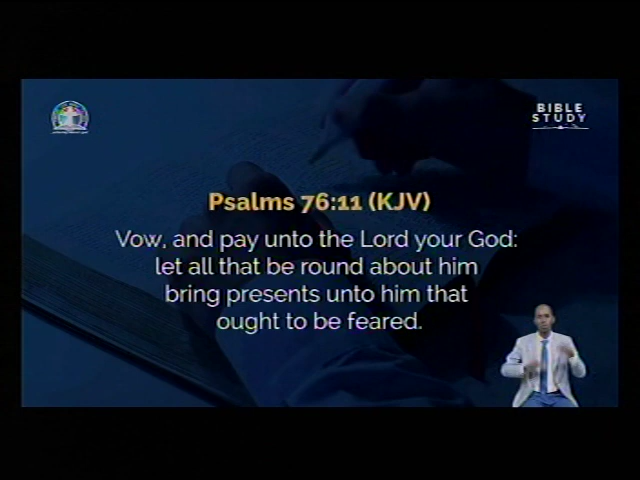 BIBLE
STUDY
Psalms 76:11 (KJV)
Vow, and pay unto the Lord your God:
let all that be round about him
bring presents unto him that
ought to be feared.